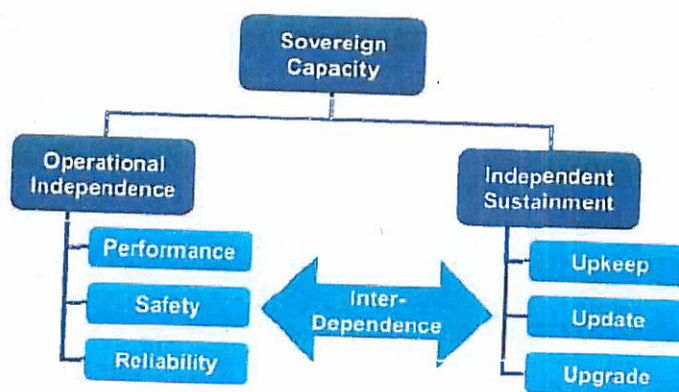 Sovereign
Capacity
Operational
Independence
Independent
Sustainment
Performance
Safety
Reliability
Inter-
Dependence
Upkeep
Update
Upgrade